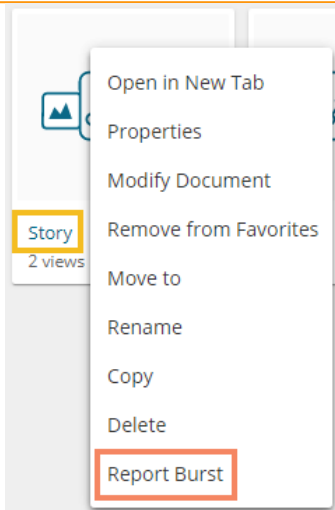 Open in New Tab
Properties
Modify Document
Story
Remove from Favorites
2 views
Move to
Rename
Copy
Delete
Report Burst